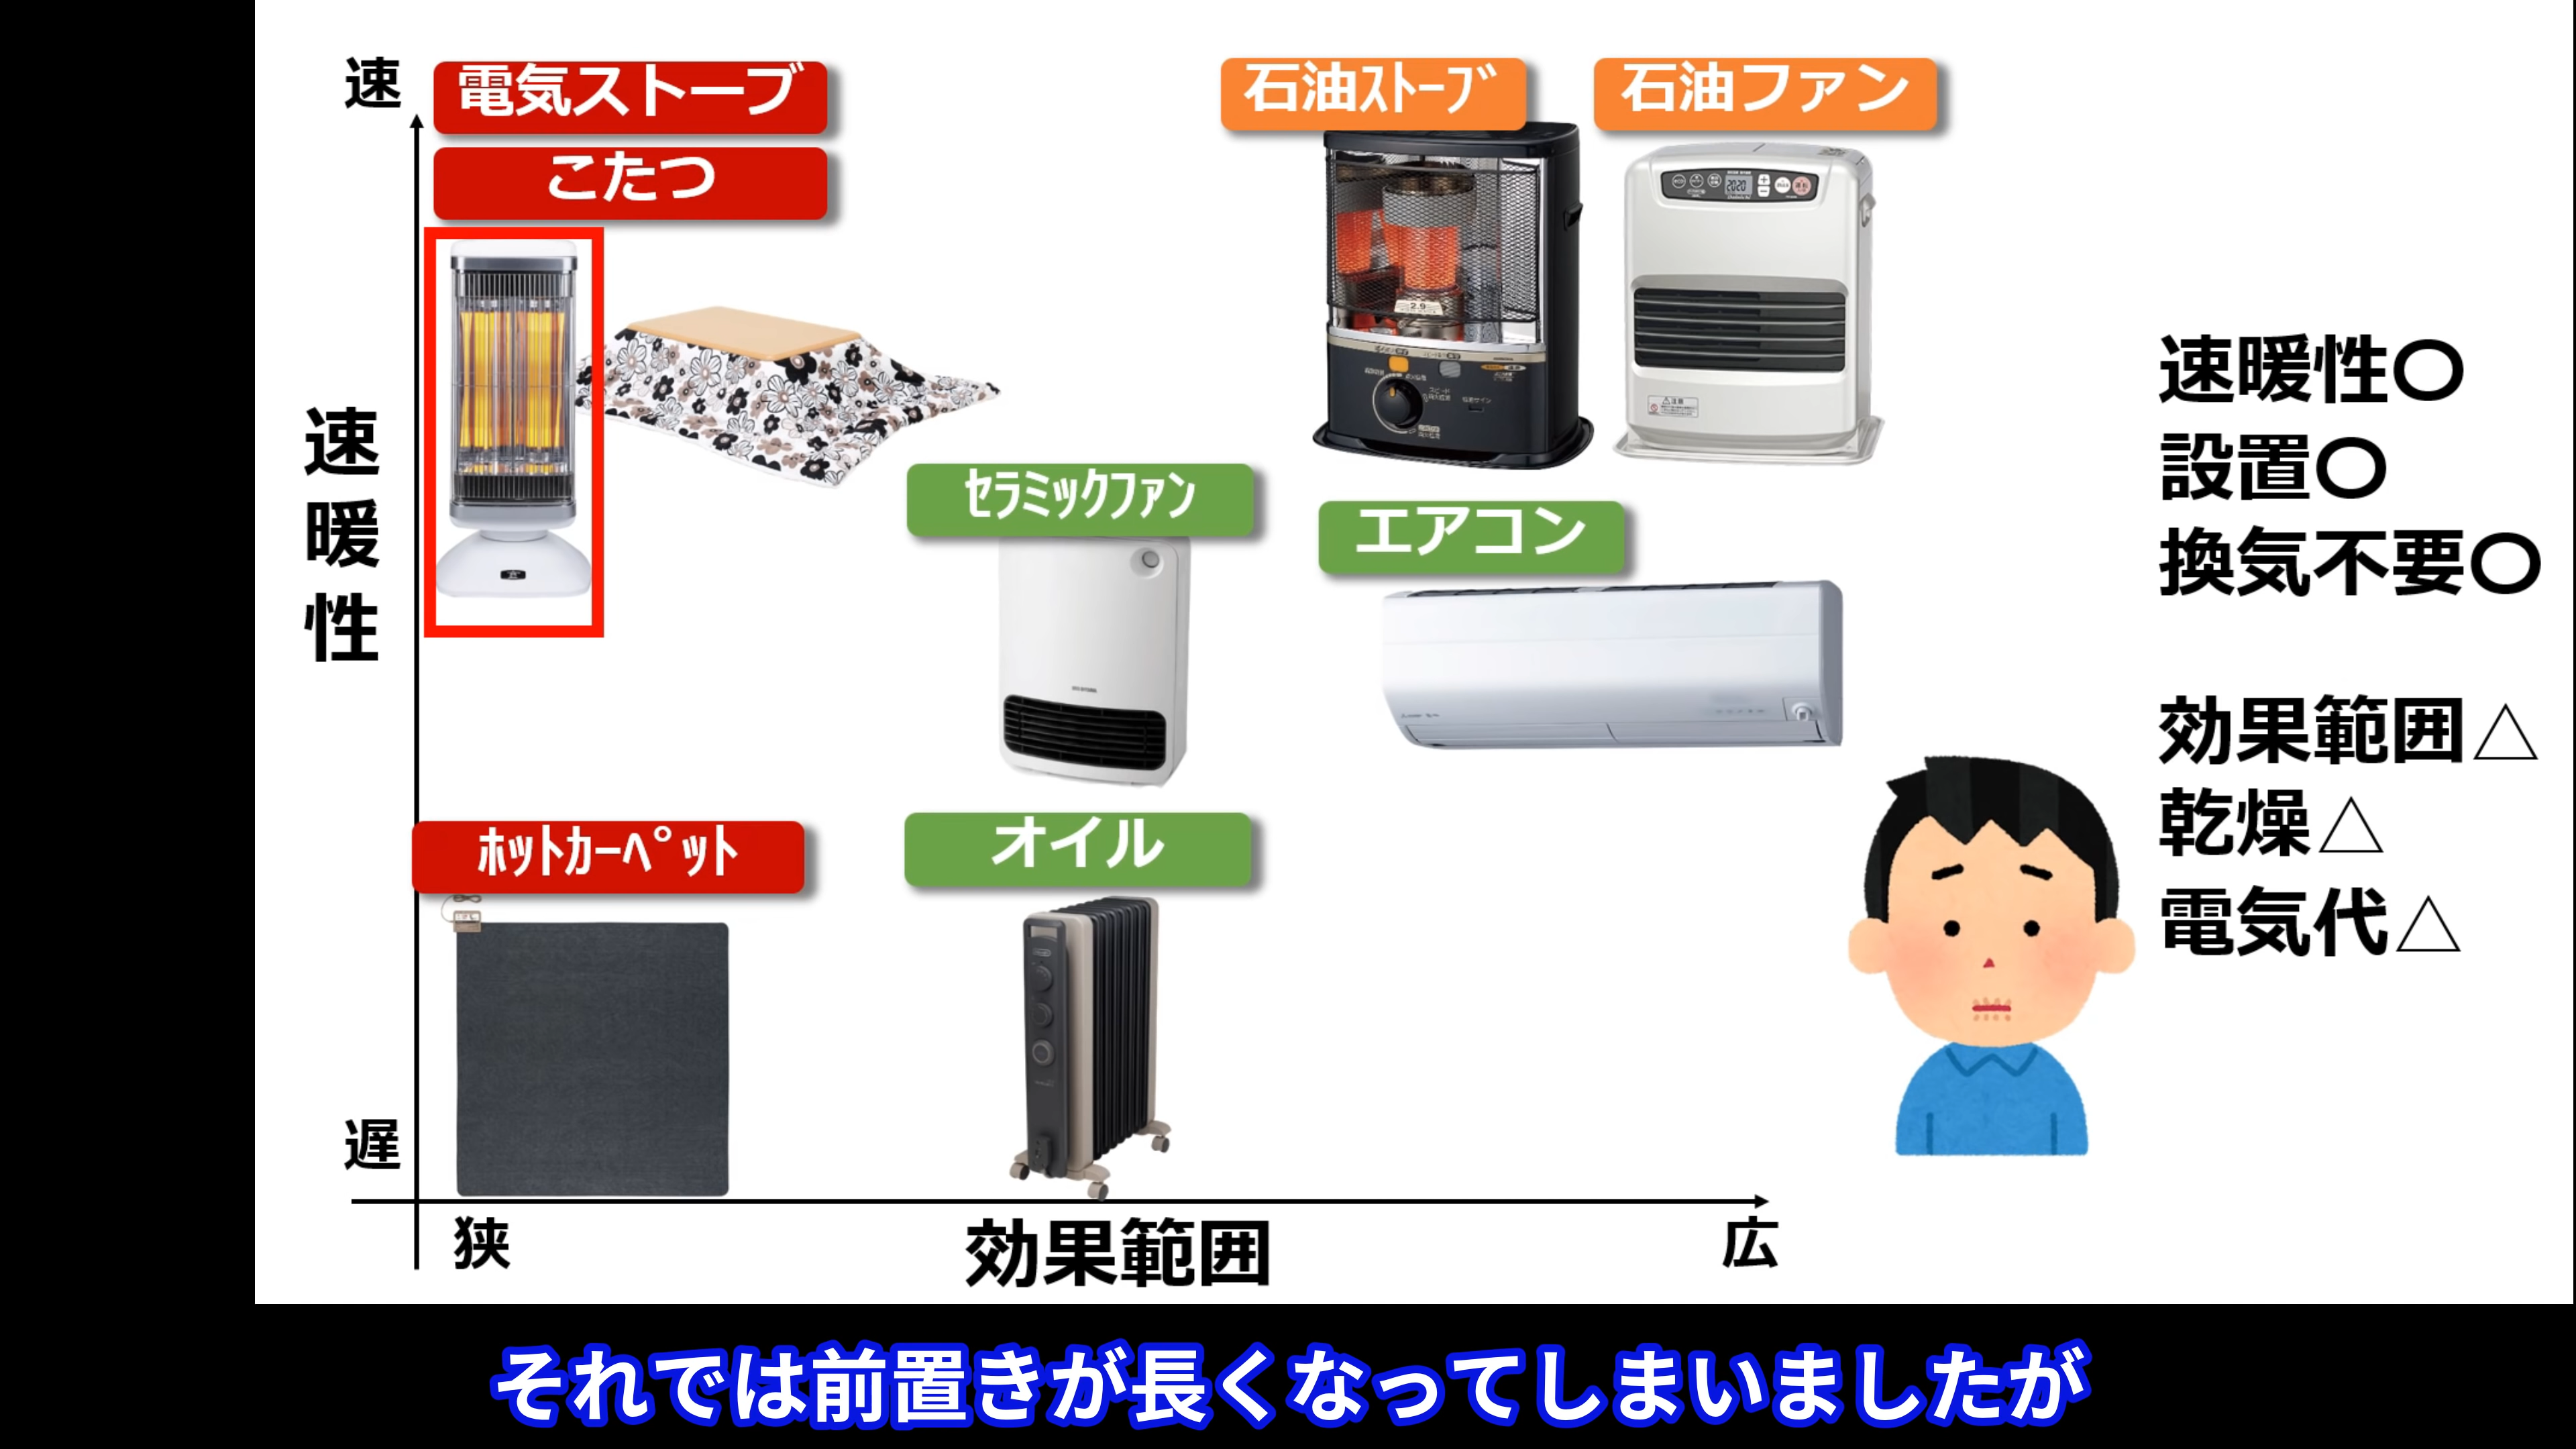 速
電気ストーブ
こたつ
石油ｽﾄｰﾌﾞ
石油ファン
速暖性
セラミックファン
エアコン
速暖性〇
設置〇
換気不要〇
効果範囲△
乾燥△
電気代△
ﾎｯﾄｶｰﾍﾟｯﾄ
オイル
遅
狭
効果範囲
広
それでは前置きが長くなってしまいましたが